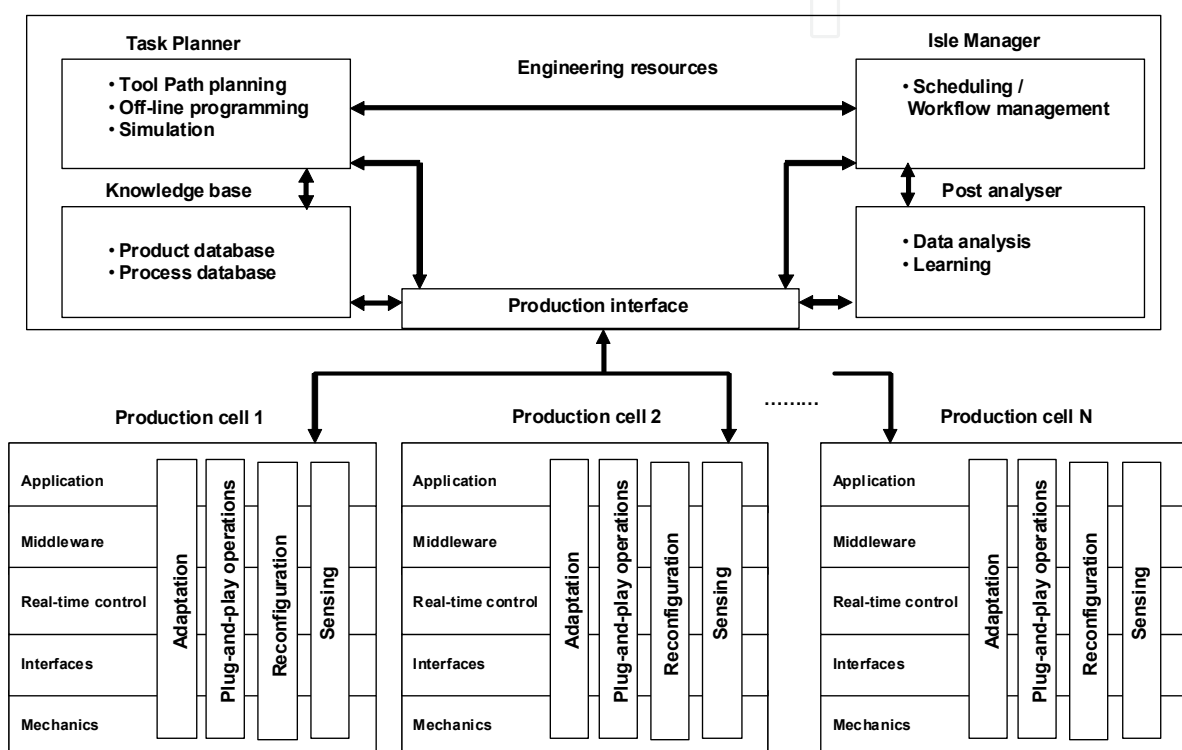 Task Planner
Isle Manager
Engineering resources
• Tool Path planning
• Off-line programming
• Simulation
• Scheduling /
Workflow management
Knowledge base
Post analyser
• Product database
• Process database
• Data analysis
• Learning
Production interface
.........
Production cell 1
Production cell 2
Production cell N
Application
Middleware
Real-time control
Interfaces
Mechanics
Adaptation
Plug-and-play operations
Reconfiguration
Sensing
Application
Middleware
Real-time control
Interfaces
Mechanics
Adaptation
Plug-and-play operations
Reconfiguration
Sensing
Application
Middleware
Real-time control
Interfaces
Mechanics
Adaptation
Plug-and-play operations
Reconfiguration
Sensing